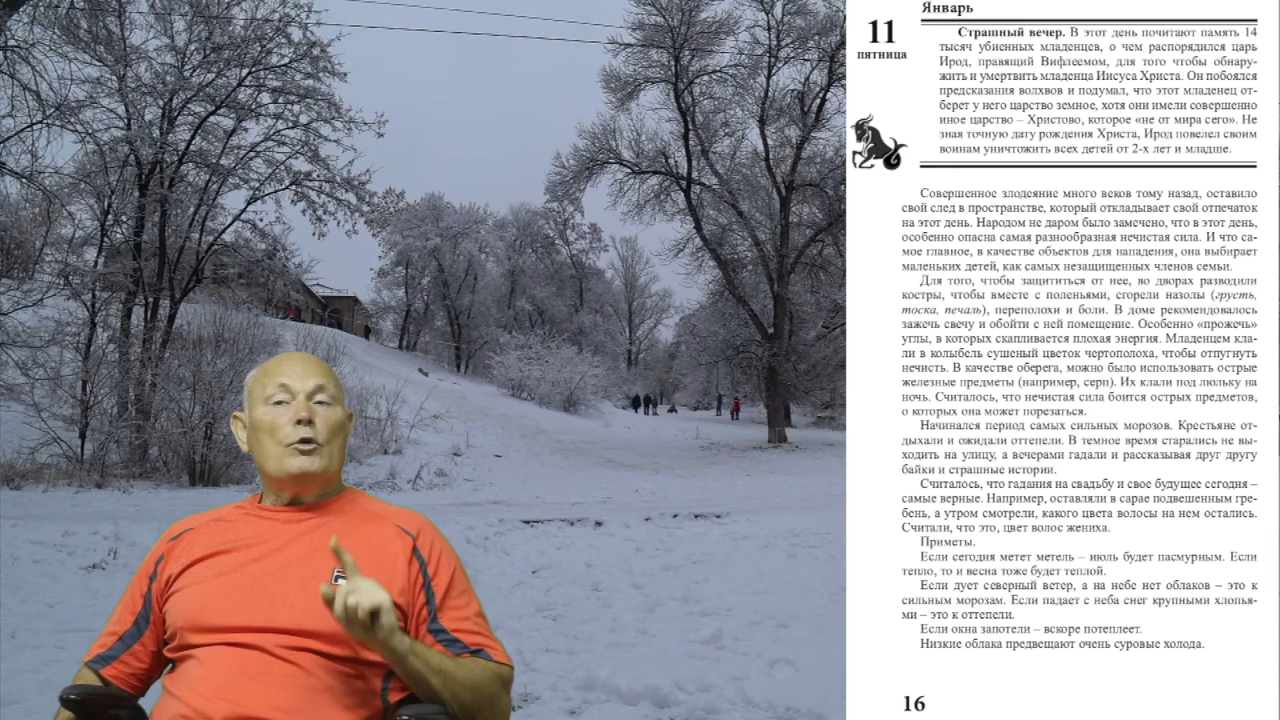 Январь
11
пятница
Страшный вечер. В этот день почитают память 14
тысяч убиенных младенцев, о чем распорядился царь
Ирод, правящий Вифлеемом, для того чтобы обнару-
жить и умертвить младенца Иисуса Христа. Он побоялся
предсказания волхвов и подумал, что этот младенец от-
берет у него царство земное, хотя они имели совершенно
иное царство – Христово, которое «не от мира сего». Не
зная точную дату рождения Христа, Ирод повелел своим
воинам уничтожить всех детей от 2-х лет и младше.
Совершенное злодеяние много веков тому назад, оставило
свой след в пространстве, который откладывает свой отпечаток
на этот день. Народом не даром было замечено, что в этот день,
особенно опасна самая разнообразная нечистая сила. И что са-
мое главное, в качестве объектов для нападения, она выбирает
маленьких детей, как самых незащищенных членов семьи.
Для того, чтобы защититься от нее, во дворах разводили
костры, чтобы вместе с поленьями, сгорели назолы (грусть,
тоска, печаль), переполохи и боли. В доме рекомендовалось
зажечь свечу и обойти с ней помещение. Особенно «прожечь»
углы, в которых скапливается плохая энергия. Младенцем кла-
ли в колыбель сушеный цветок чертополоха, чтобы отпугнуть
нечисть. В качестве оберега, можно было использовать острые
железные предметы (например, серп). Их клали под люльку на
ночь. Считалось, что нечистая сила боится острых предметов,
о которых она может порезаться.
Начинался период самых сильных морозов. Крестьяне от-
дыхали и ожидали оттепели. В темное время старались не вы-
ходить на улицу, а вечерами гадали и рассказывая друг другу
байки и страшные истории.
Считалось, что гадания на свадьбу и свое будущее сегодня –
самые верные. Например, оставляли в сарае подвешенным гре-
бень, а утром смотрели, какого цвета волосы на нем остались.
Считали, что это, цвет волос жениха.
Приметы.
Если сегодня метет метель – июль будет пасмурным. Если
тепло, то и весна тоже будет теплой.
Если дует северный ветер, а на небе нет облаков – это к
сильным морозам. Если падает с неба снег крупными хлопья-
ми – это к оттепели.
Если окна запотели – вскоре потеплеет.
Низкие облака предвещают очень суровые холода.
16